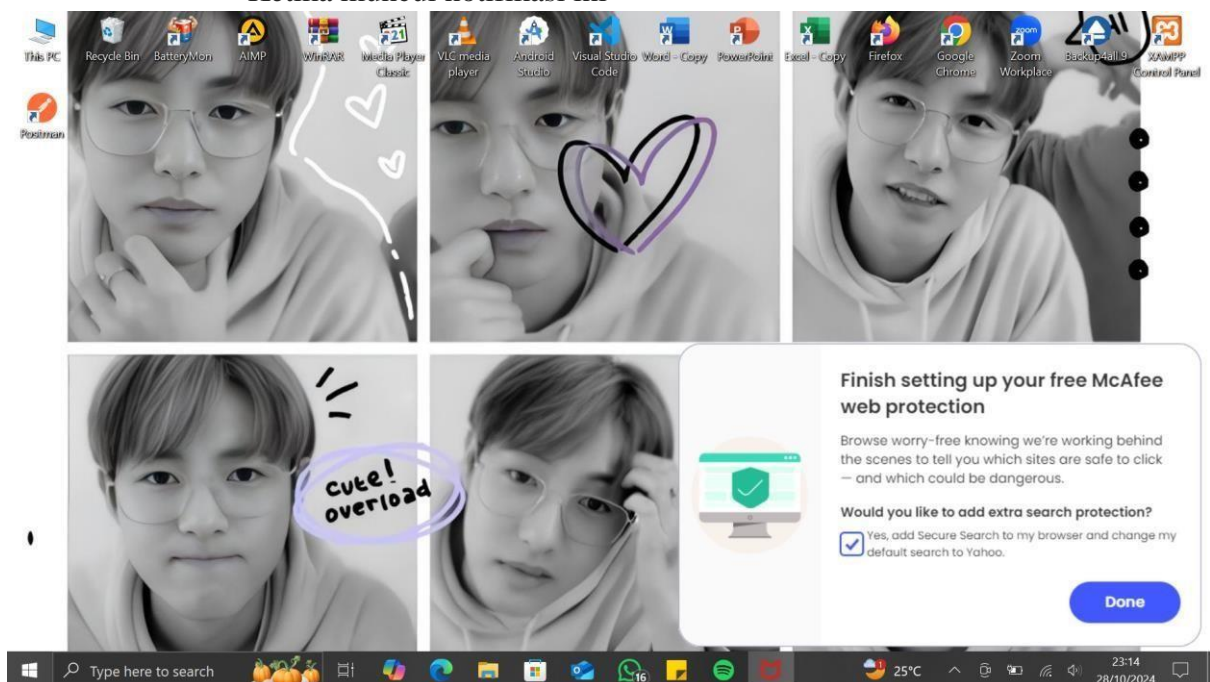 This PC
Recycle Bin
BatteryMon
AIMP
WinRAR
Media Player
Classic
VLC media
player
Android
Studio
Visual Studio
Code
Word - Copy
PowerPoint
Excel - Copy
Firefox
Google
Chrome
Zoom
Workplace
Backup4all 9
XAMPP
Control Panel
Postman
zoom
321
cute!
overload
Finish setting up your free McAfee
web protection
Browse worry-free knowing we're working behind
the scenes to tell you which sites are safe to click
— and which could be dangerous.
Would you like to add extra search protection?
Yes, add Secure Search to my browser and change my
default search to Yahoo.
Done
Type here to search
16
1
25°C
23:14
28/10/2024